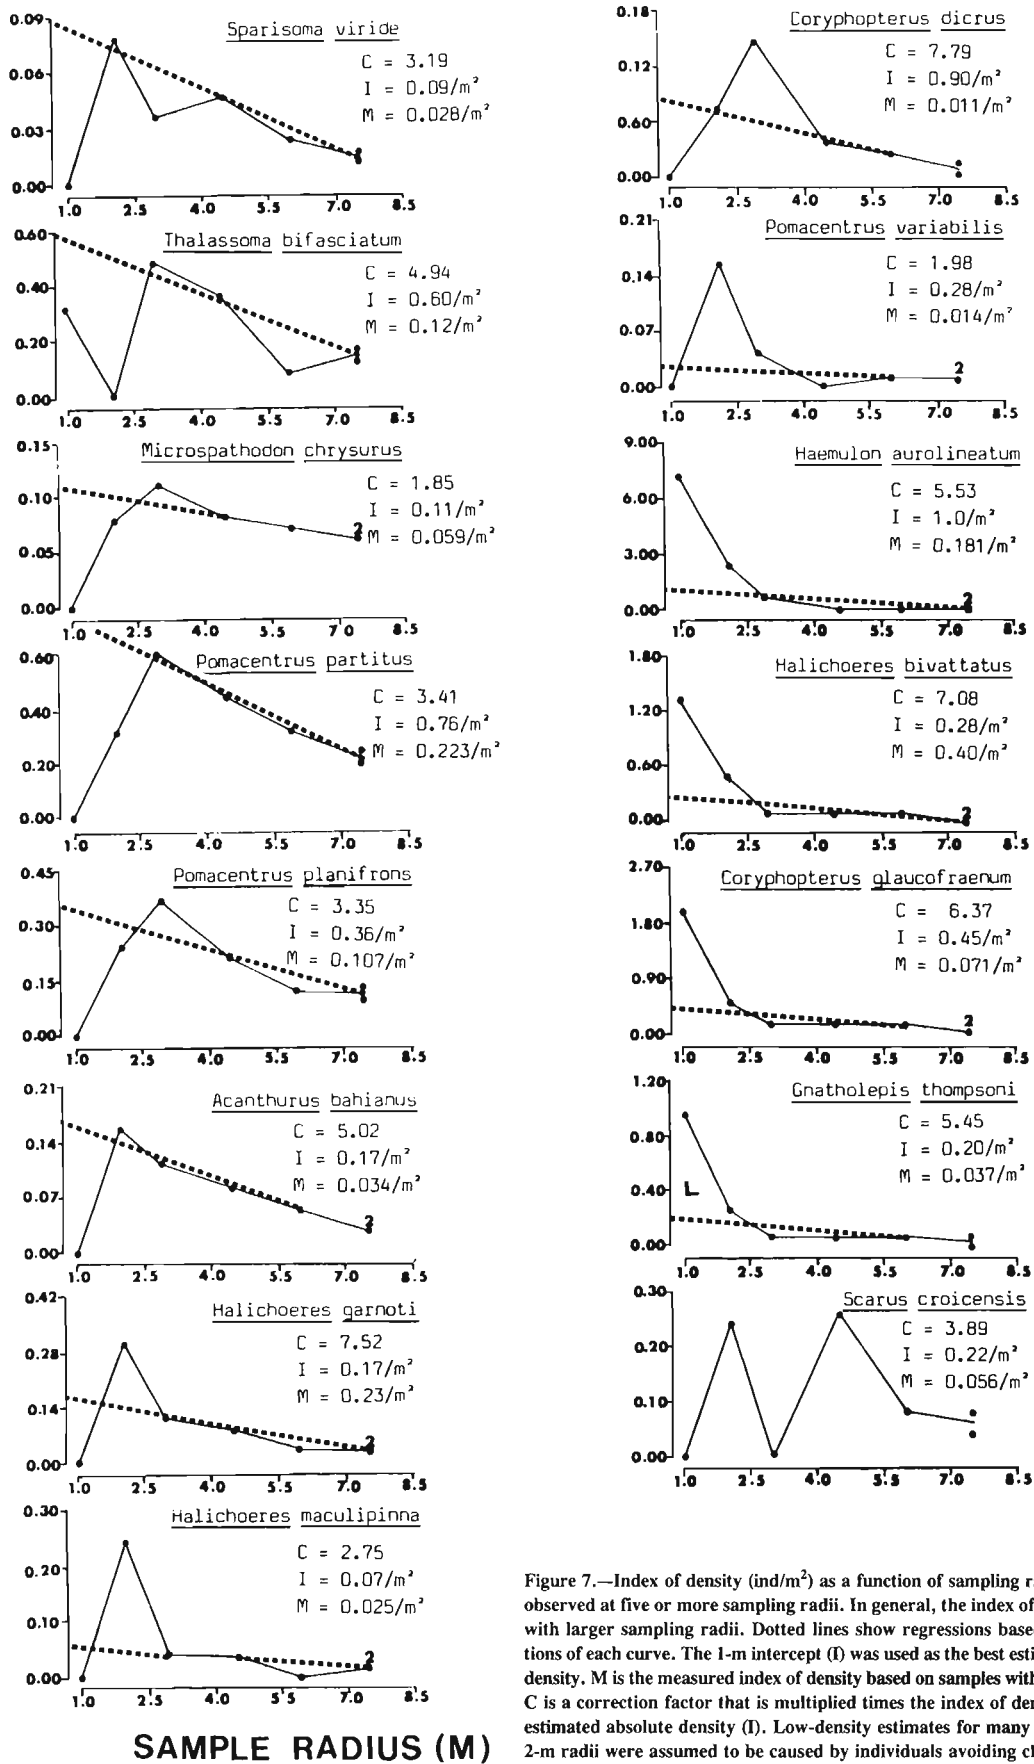 Sparisoma viride
C = 3.19
I = 0.09/m²
M = 0.028/m²
0.09
0.06
0.03
0.00
1.0 2.5 4.0 5.5 7.0 8.5
Thalassoma bifasciatum
C = 4.94
I = 0.60/m²
M = 0.12/m²
0.60
0.40
0.20
0.00
1.0 2.5 4.0 5.5 7.0 8.5
Microspathodon chrysurus
C = 1.85
I = 0.11/m²
M = 0.059/m²
0.15
0.10
0.05
0.00
2
1.0 2.5 4.0 5.5 7.0 8.5
Pomacentrus partitus
C = 3.41
I = 0.76/m²
M = 0.223/m²
0.60
0.40
0.20
0.00
1.0 2.5 4.0 5.5 7.0 8.5
Pomacentrus planifrons
C = 3.35
I = 0.36/m²
M = 0.107/m²
0.45
0.30
0.15
0.00
1.0 2.5 4.0 5.5 7.0 8.5
Acanthurus bahianus
C = 5.02
I = 0.17/m²
M = 0.034/m²
0.21
0.14
0.07
0.00
2
1.0 2.5 4.0 5.5 7.0 8.5
Halichoeres garnoti
C = 7.52
I = 0.17/m²
M = 0.23/m²
0.42
0.28
0.14
0.00
2
1.0 2.5 4.0 5.5 7.0 8.5
Halichoeres maculipinna
C = 2.75
I = 0.07/m²
M = 0.025/m²
0.30
0.20
0.10
0.00
2
1.0 2.5 4.0 5.5 7.0 8.5
SAMPLE RADIUS (M)
Coryphopterus dicrus
C = 7.79
I = 0.90/m²
M = 0.011/m²
0.18
0.12
0.60
0.00
1.0 2.5 4.0 5.5 7.0 8.5
Pomacentrus variabilis
C = 1.98
I = 0.28/m²
M = 0.014/m²
0.21
0.14
0.07
0.00
2
1.0 2.5 4.0 5.5 7.0 8.5
Haemulon aurolineatum
C = 5.53
I = 1.0/m²
M = 0.181/m²
9.00
6.00
3.00
0.00
2
1.0 2.5 4.0 5.5 7.0 8.5
Halichoeres bivattatus
C = 7.08
I = 0.28/m²
M = 0.40/m²
1.80
1.20
0.60
0.00
2
1.0 2.5 4.0 5.5 7.0 8.5
Coryphopterus glaucofraenum
C = 6.37
I = 0.45/m²
M = 0.071/m²
2.70
1.80
0.90
0.00
2
1.0 2.5 4.0 5.5 7.0 8.5
Gnatholepis thompsoni
C = 5.45
I = 0.20/m²
M = 0.037/m²
1.20
0.80
0.40
0.00
1.0 2.5 4.0 5.5 7.0 8.5
Scarus croicensis
C = 3.89
I = 0.22/m²
M = 0.056/m²
0.30
0.20
0.10
0.00
1.0 2.5 4.0 5.5 7.0 8.5
Figure 7.—Index of density (ind/m²) as a function of sampling
observed at five or more sampling radii. In general, the index of
with larger sampling radii. Dotted lines show regressions
tions of each curve. The 1-m intercept (I) was used as the best
density. M is the measured index of density based on samples
C is a correction factor that is multiplied times the index of
estimated absolute density (I). Low-density estimates for many
2-m radii were assumed to be caused by individuals avoiding